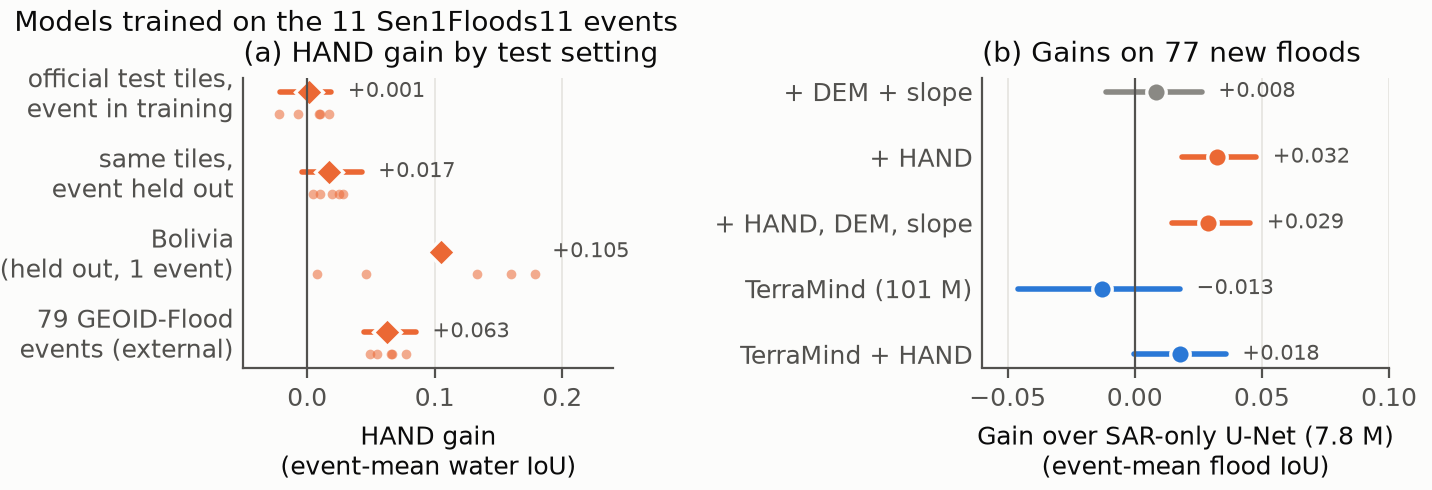 Models trained on the 11 Sen1Floods11 events
(a) HAND gain by test setting
official test tiles,
event in training
+0.001
same tiles,
event held out
+0.017
Bolivia
(held out, 1 event)
+0.105
79 GEOID-Flood
events (external)
+0.063
0.0 0.1 0.2
HAND gain
(event-mean water IoU)
(b) Gains on 77 new floods
+ DEM + slope
+0.008
+ HAND
+0.032
+ HAND, DEM, slope
+0.029
TerraMind (101 M)
−0.013
TerraMind + HAND
+0.018
−0.05 0.00 0.05 0.10
Gain over SAR-only U-Net (7.8 M)
(event-mean flood IoU)